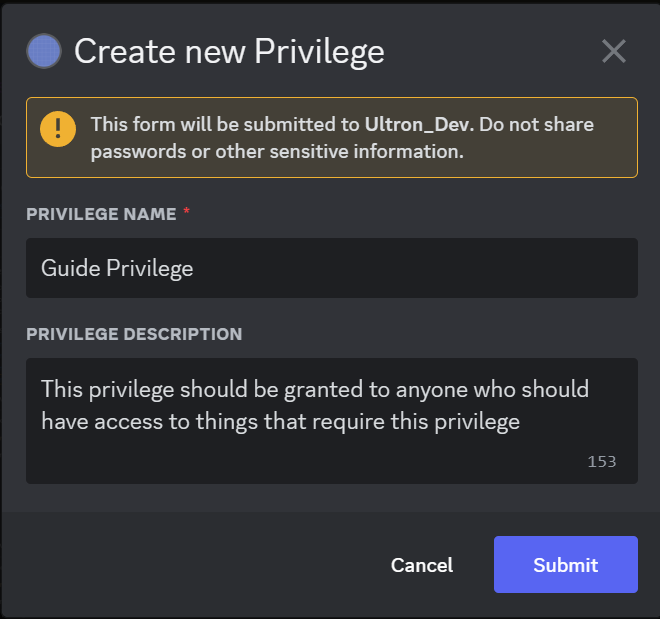 Create new Privilege
This form will be submitted to Ultron_Dev. Do not share
passwords or other sensitive information.
PRIVILEGE NAME *
Guide Privilege
PRIVILEGE DESCRIPTION
This privilege should be granted to anyone who should
have access to things that require this privilege
153
Cancel
Submit